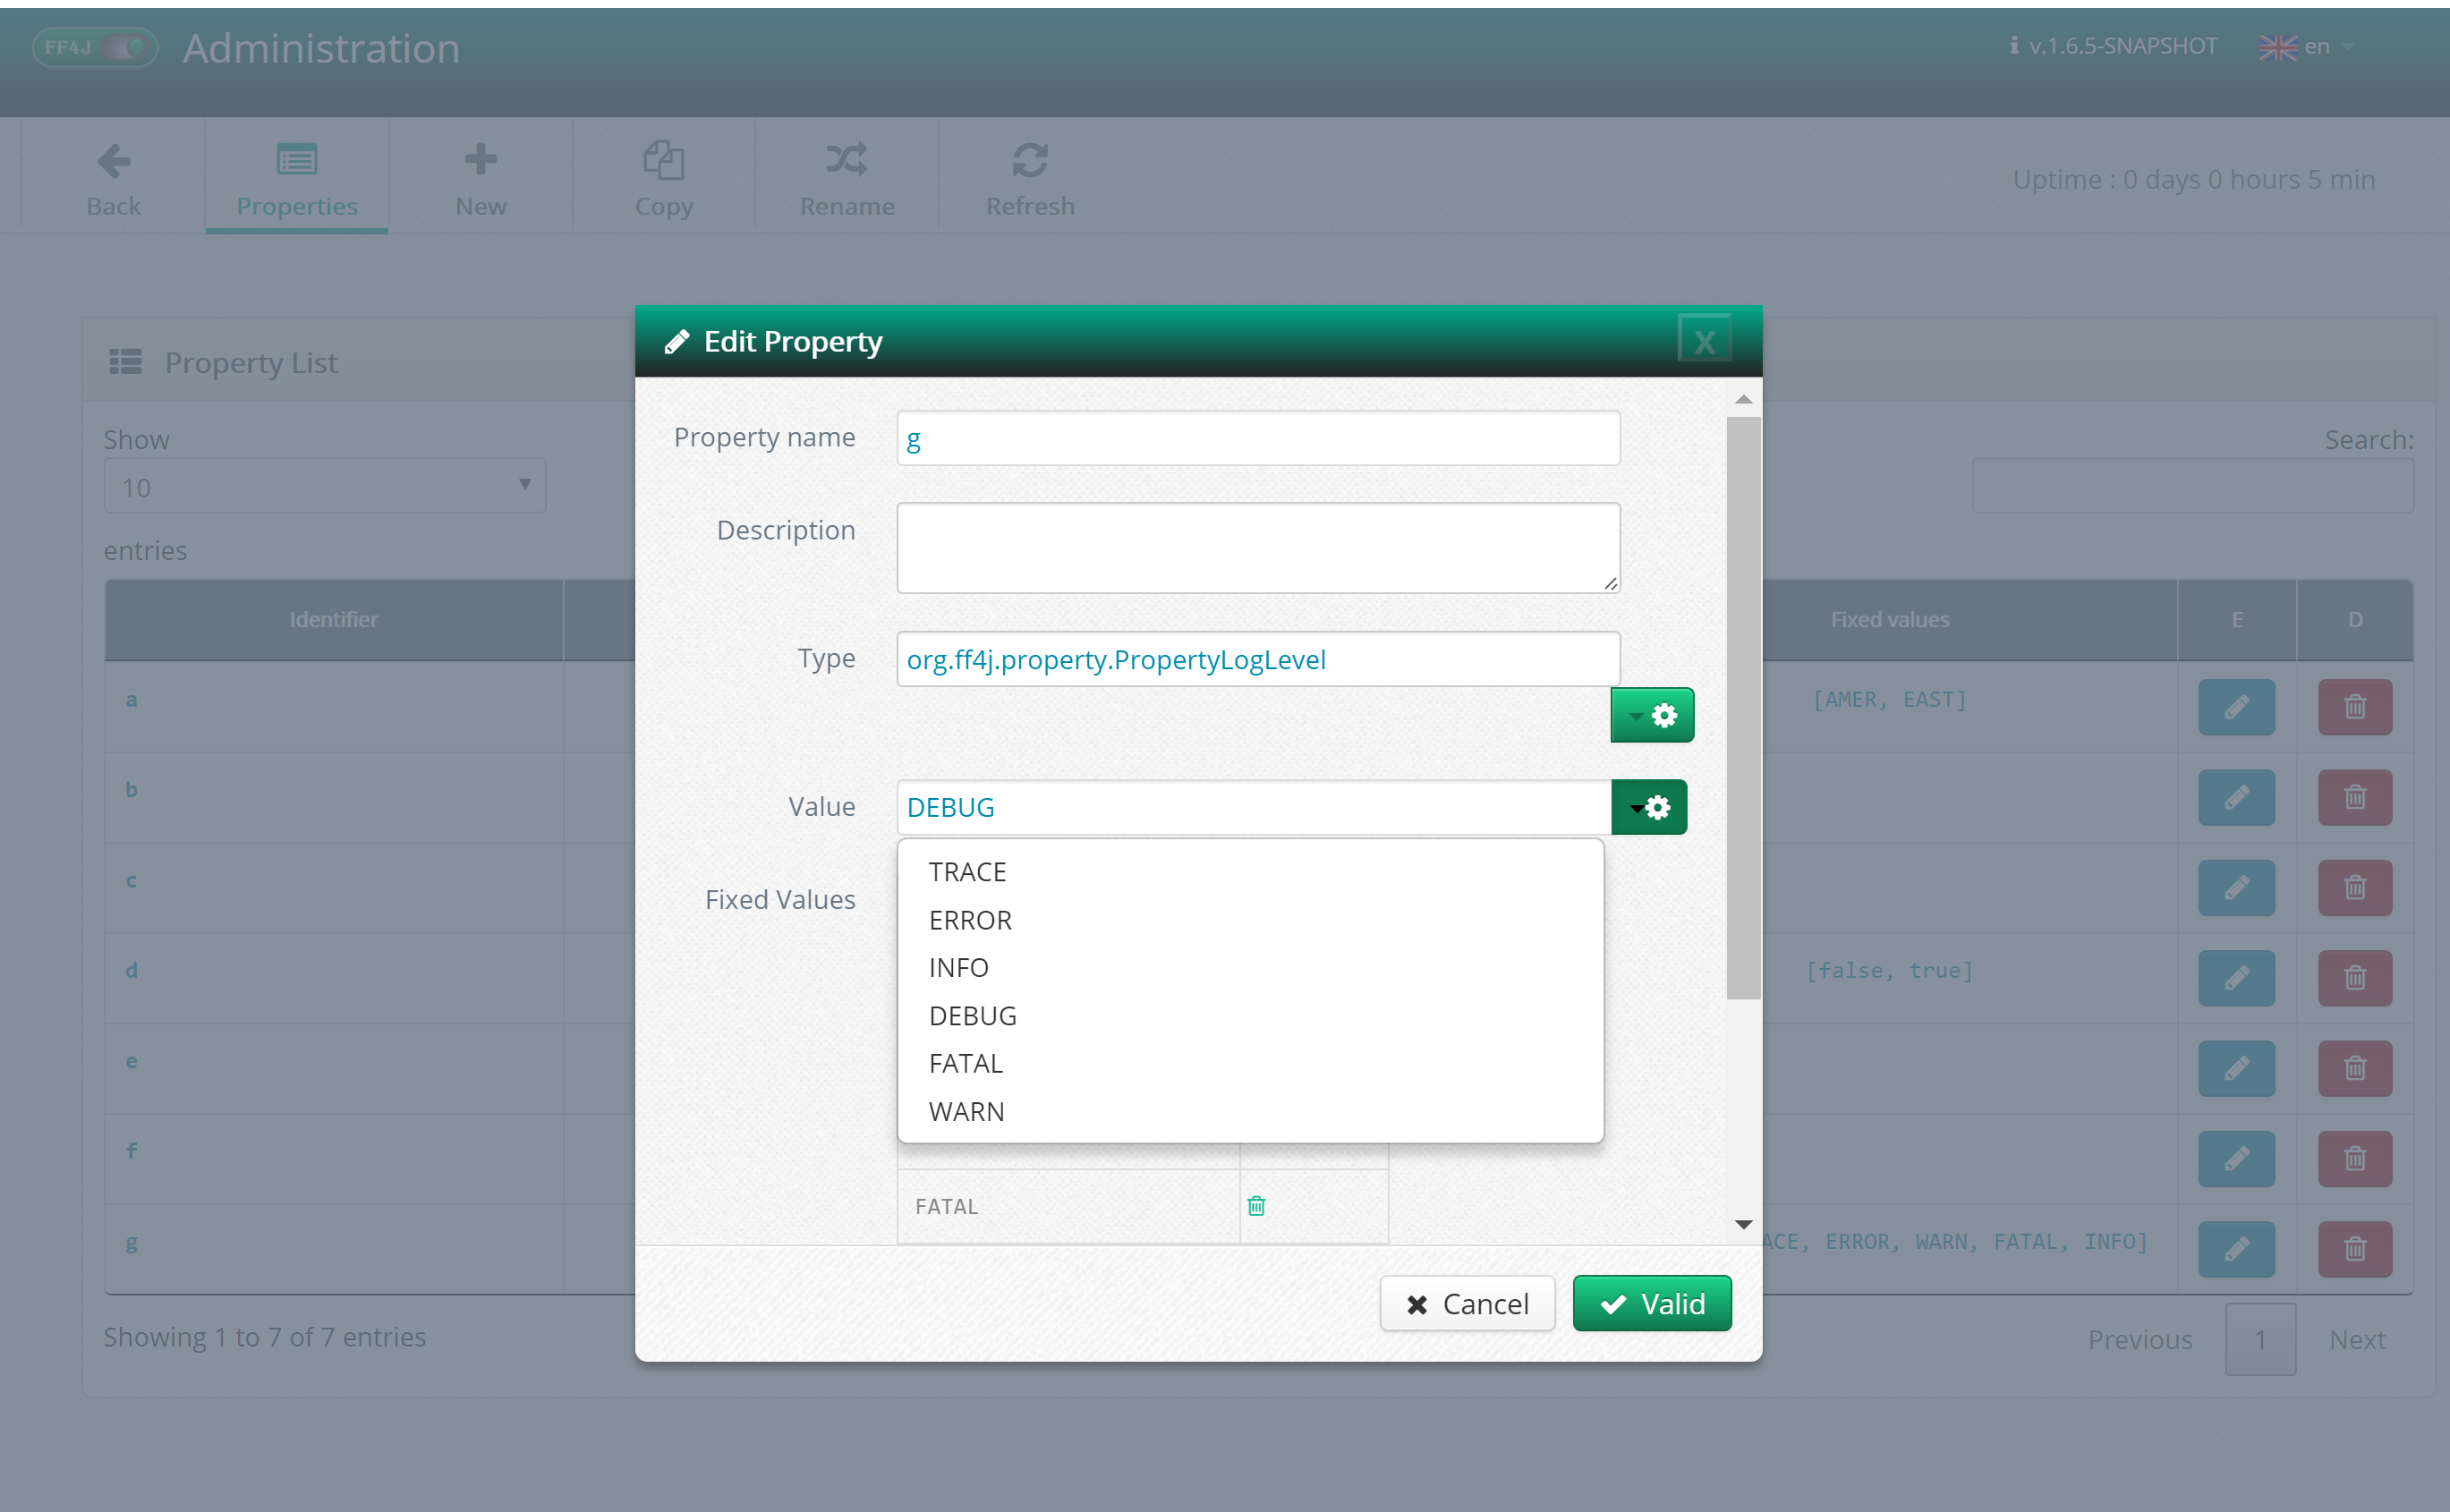 FF4J Administration
v.1.6.5-SNAPSHOT en
Back Properties New Copy Rename Refresh
Uptime : 0 days 0 hours 5 min
Property List
Show
10
entries
Search:
Identifier Fixed values E D
a [AMER, EAST]
b
c
d [false, true]
e
f
g ACE, ERROR, WARN, FATAL, INFO]
Showing 1 to 7 of 7 entries
Previous 1 Next
Edit Property X
Property name g
Description
Type org.ff4j.property.PropertyLogLevel
Value DEBUG
Fixed Values
TRACE
ERROR
INFO
DEBUG
FATAL
WARN
FATAL
Cancel Valid